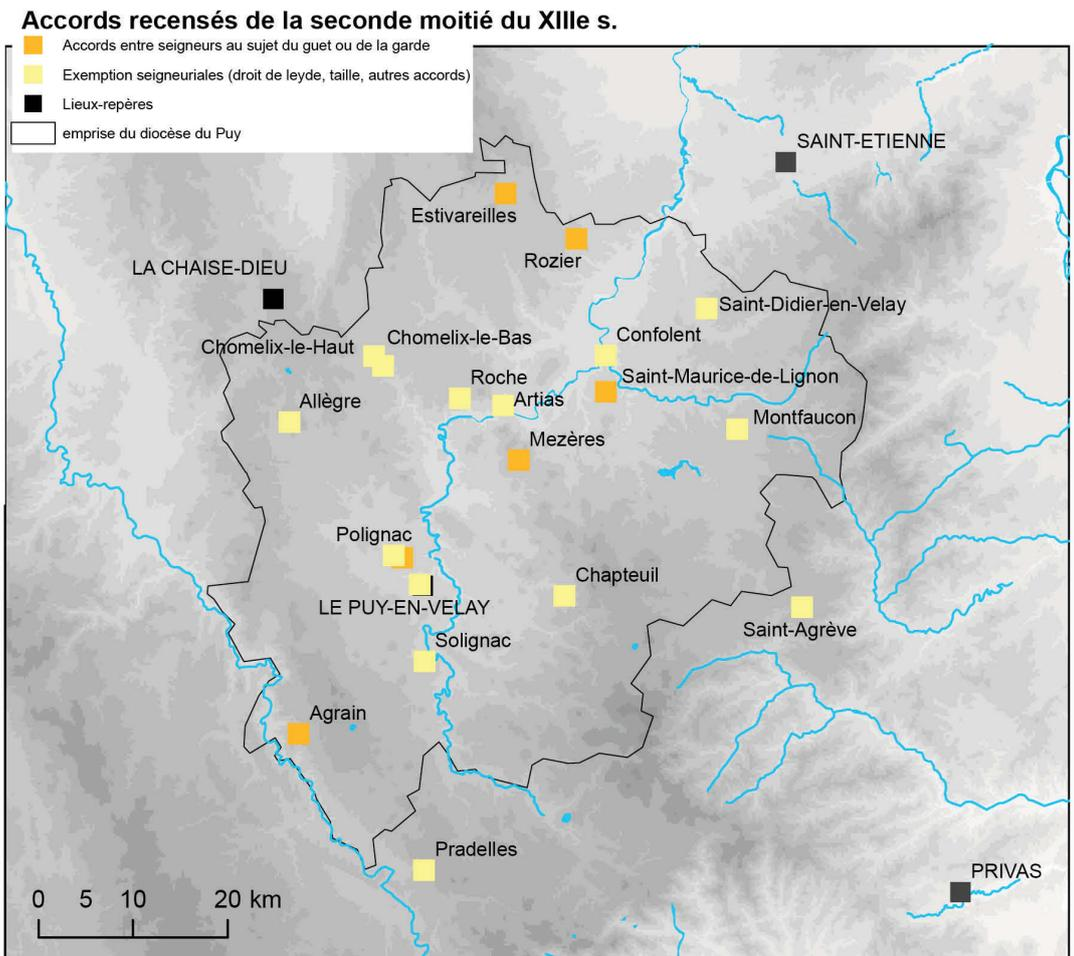 Accords recensés de la seconde moitié du XIIIe s.
Accords entre seigneurs au sujet du guet ou de la garde
Exemption seigneuriales (droit de leyde, taille, autres accords)
Lieux-repères
emprise du diocèse du Puy
SAINT-ETIENNE
Estivareilles
Rozier
LA CHAISE-DIEU
Saint-Didier-en-Velay
Chomelix-le-Haut
Chomelix-le-Bas
Confolent
Roche
Saint-Maurice-de-Lignon
Allègre
Artias
Montfaucon
Mezères
Polignac
Chapteuil
LE PUY-EN-VELAY
Saint-Agrève
Solignac
Agrain
Pradelles
PRIVAS
0 5 10 20 km